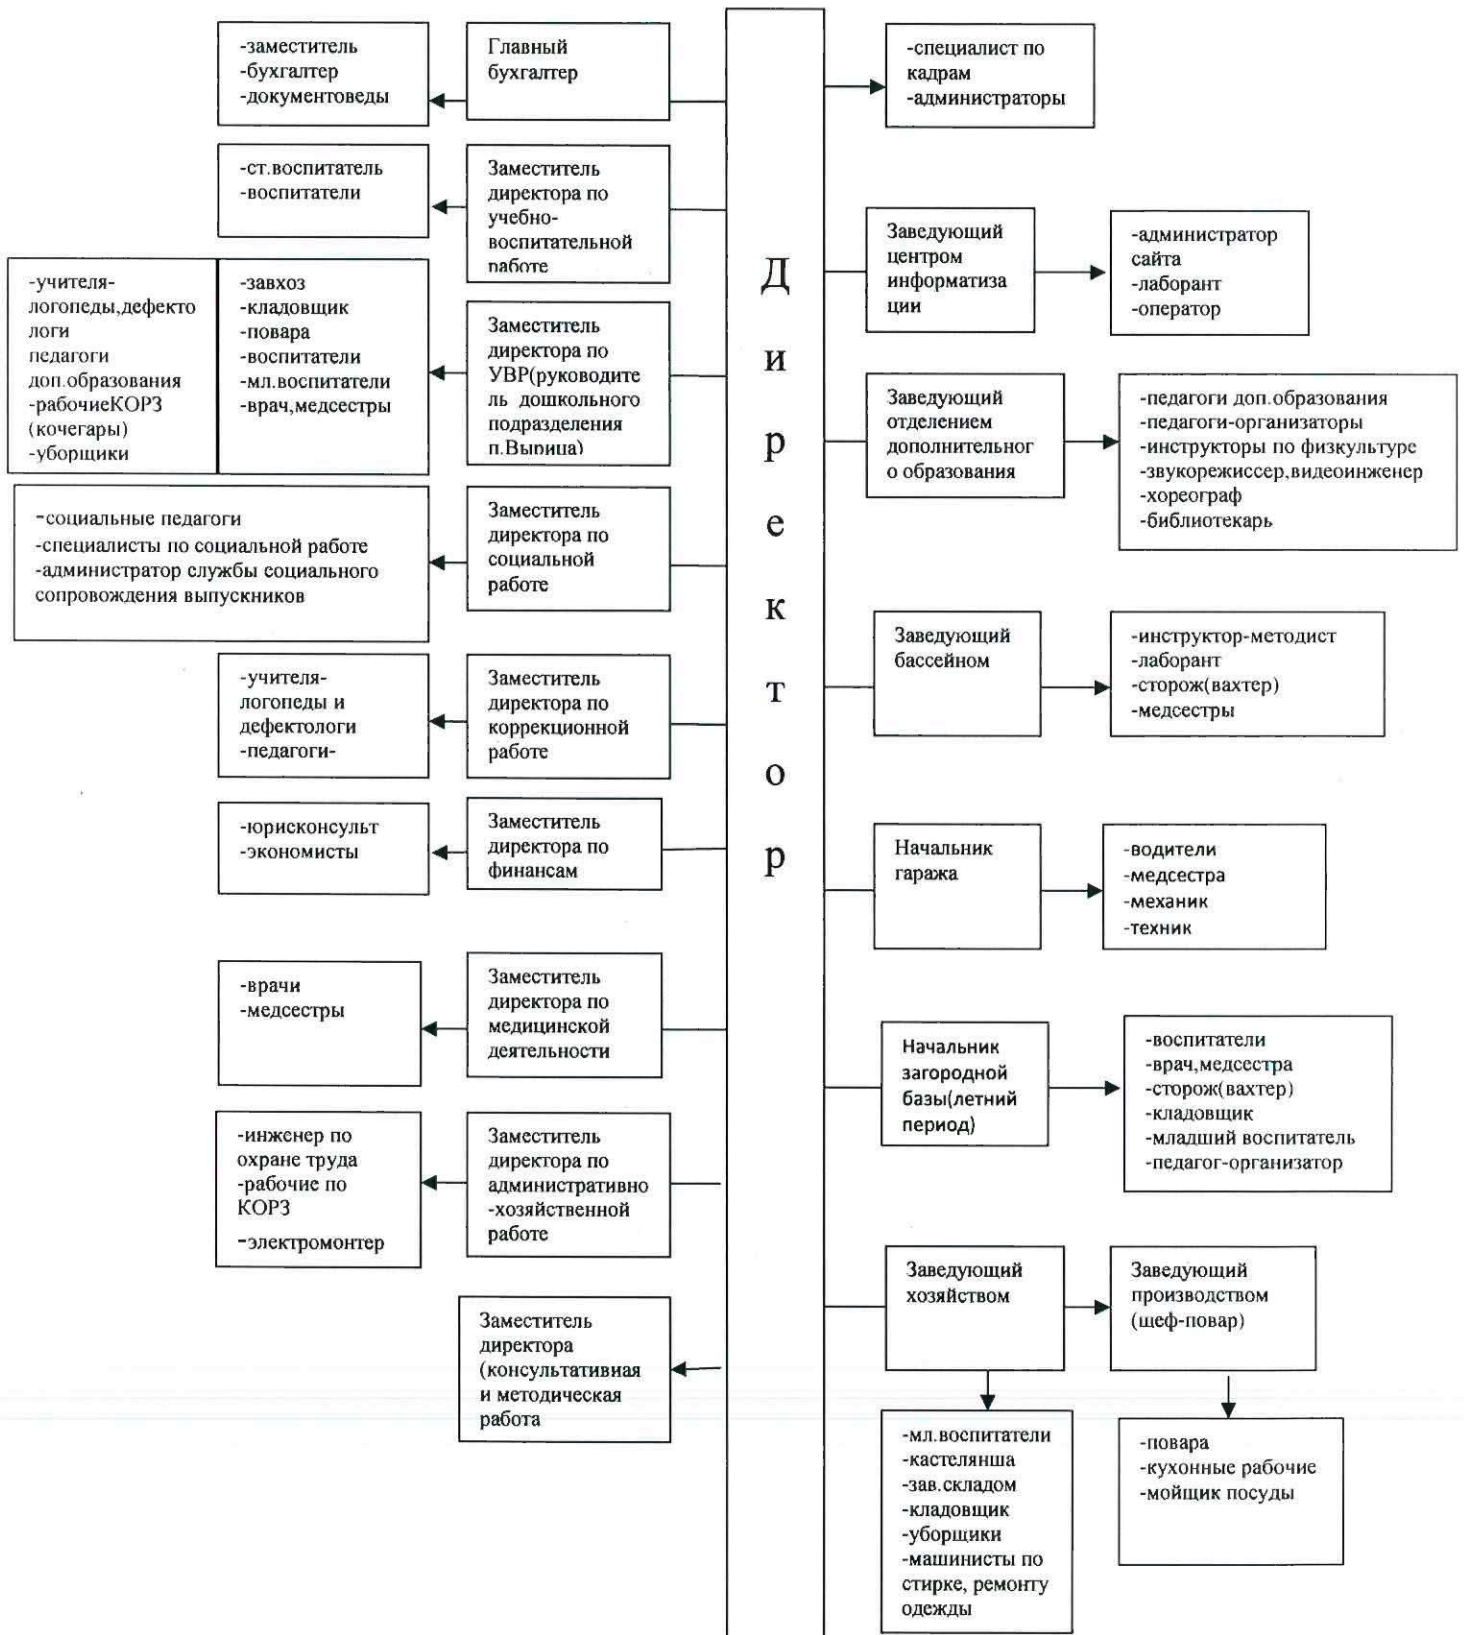 -заместитель
-бухгалтер
-документоведы
Главный
бухгалтер
-ст.воспитатель
-воспитатели
Заместитель
директора по
учебно-
воспитательной
работе
-учителя-
логопеды,дефекто
логи
педагоги
доп.образования
-рабочиеКОРЗ
(кочегары)
-уборщики
-завхоз
-кладовщик
-повара
-воспитатели
-мл.воспитатели
-врач,медсестры
Заместитель
директора по
УВР(руководите
ль дошкольного
подразделения
п.Вырица)
-социальные педагоги
-специалисты по социальной работе
-администратор службы социального
сопровождения выпускников
Заместитель
директора по
социальной
работе
-учителя-
логопеды и
дефектологи
-педагоги-
Заместитель
директора по
коррекционной
работе
-юрисконсульт
-экономисты
Заместитель
директора по
финансам
-врачи
-медсестры
Заместитель
директора по
медицинской
деятельности
-инженер по
охране труда
-рабочие по
КОРЗ
-электромонтер
Заместитель
директора по
административно
-хозяйственной
работе
Заместитель
директора
(консультативная
и методическая
работа
Д
и
р
е
к
т
о
р
-специалист по
кадрам
-администраторы
Заведующий
центром
информатиза
ции
-администратор
сайта
-лаборант
-оператор
Заведующий
отделением
дополнительног
о образования
-педагоги доп.образования
-педагоги-организаторы
-инструкторы по физкультуре
-звукорежиссер,видеоинженер
-хореограф
-библиотекарь
Заведующий
бассейном
-инструктор-методист
-лаборант
-сторож(вахтер)
-медсестры
Начальник
гаража
-водители
-медсестра
-механик
-техник
Начальник
загородной
базы(летний
период)
-воспитатели
-врач,медсестра
-сторож(вахтер)
-кладовщик
-младший воспитатель
-педагог-организатор
Заведующий
хозяйством
Заведующий
производством
(шеф-повар)
-мл.воспитатели
-кастелянша
-зав.складом
-кладовщик
-уборщики
-машинисты по
стирке, ремонту
одежды
-повара
-кухонные рабочие
-мойщик посуды